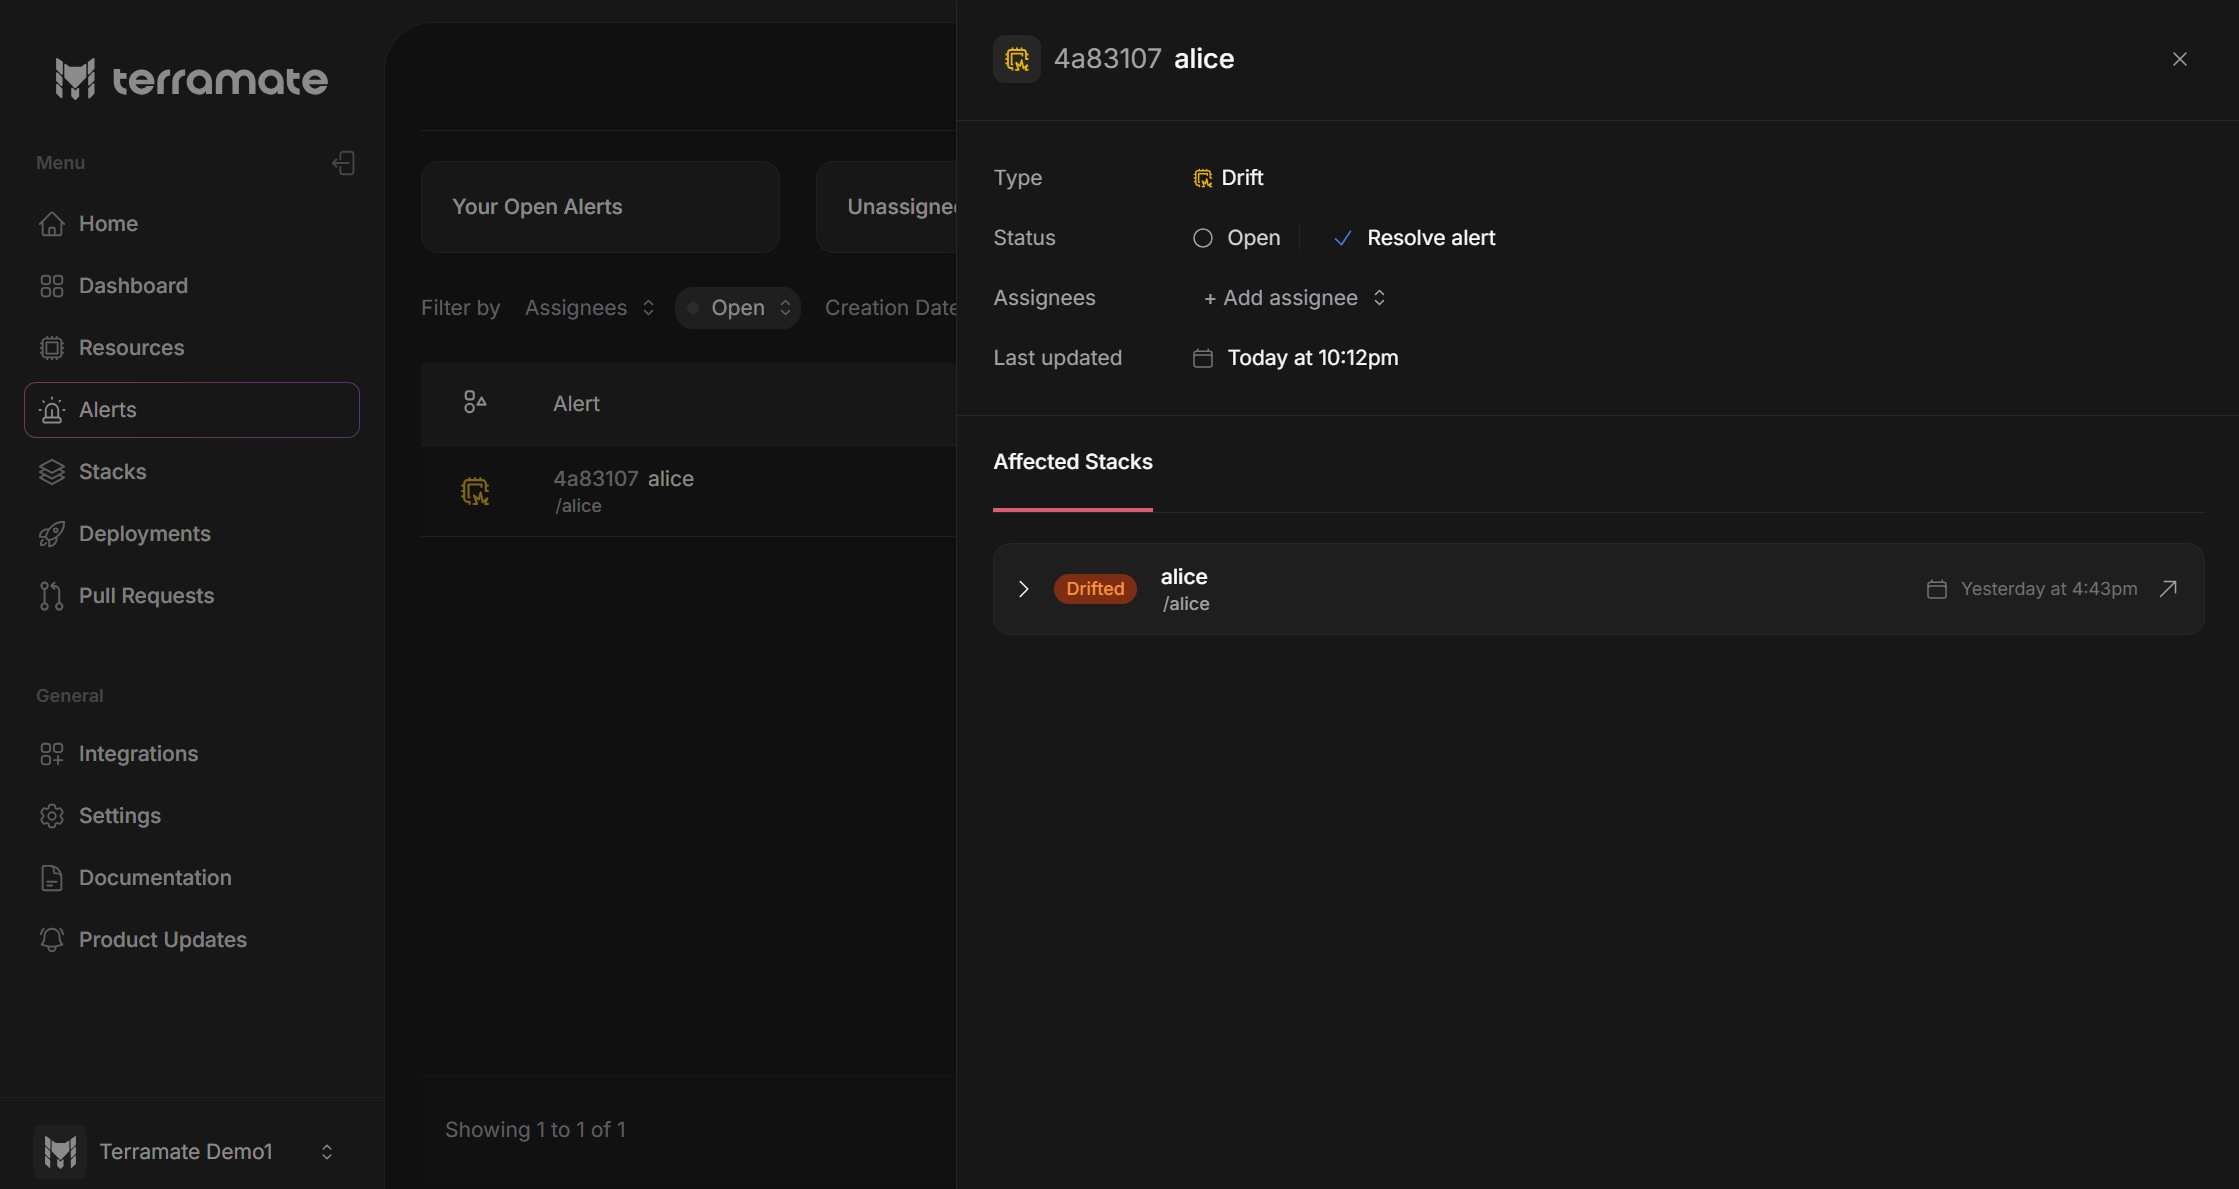 terramate
Menu
Home
Dashboard
Resources
Alerts
Stacks
Deployments
Pull Requests
General
Integrations
Settings
Documentation
Product Updates
Terramate Demo1
Your Open Alerts
Unassigned
Filter by Assignees Open Creation Date
Alert
4a83107 alice
/alice
Showing 1 to 1 of 1
4a83107 alice
Type Drift
Status Open Resolve alert
Assignees + Add assignee
Last updated Today at 10:12pm
Affected Stacks
Drifted alice Yesterday at 4:43pm
/alice